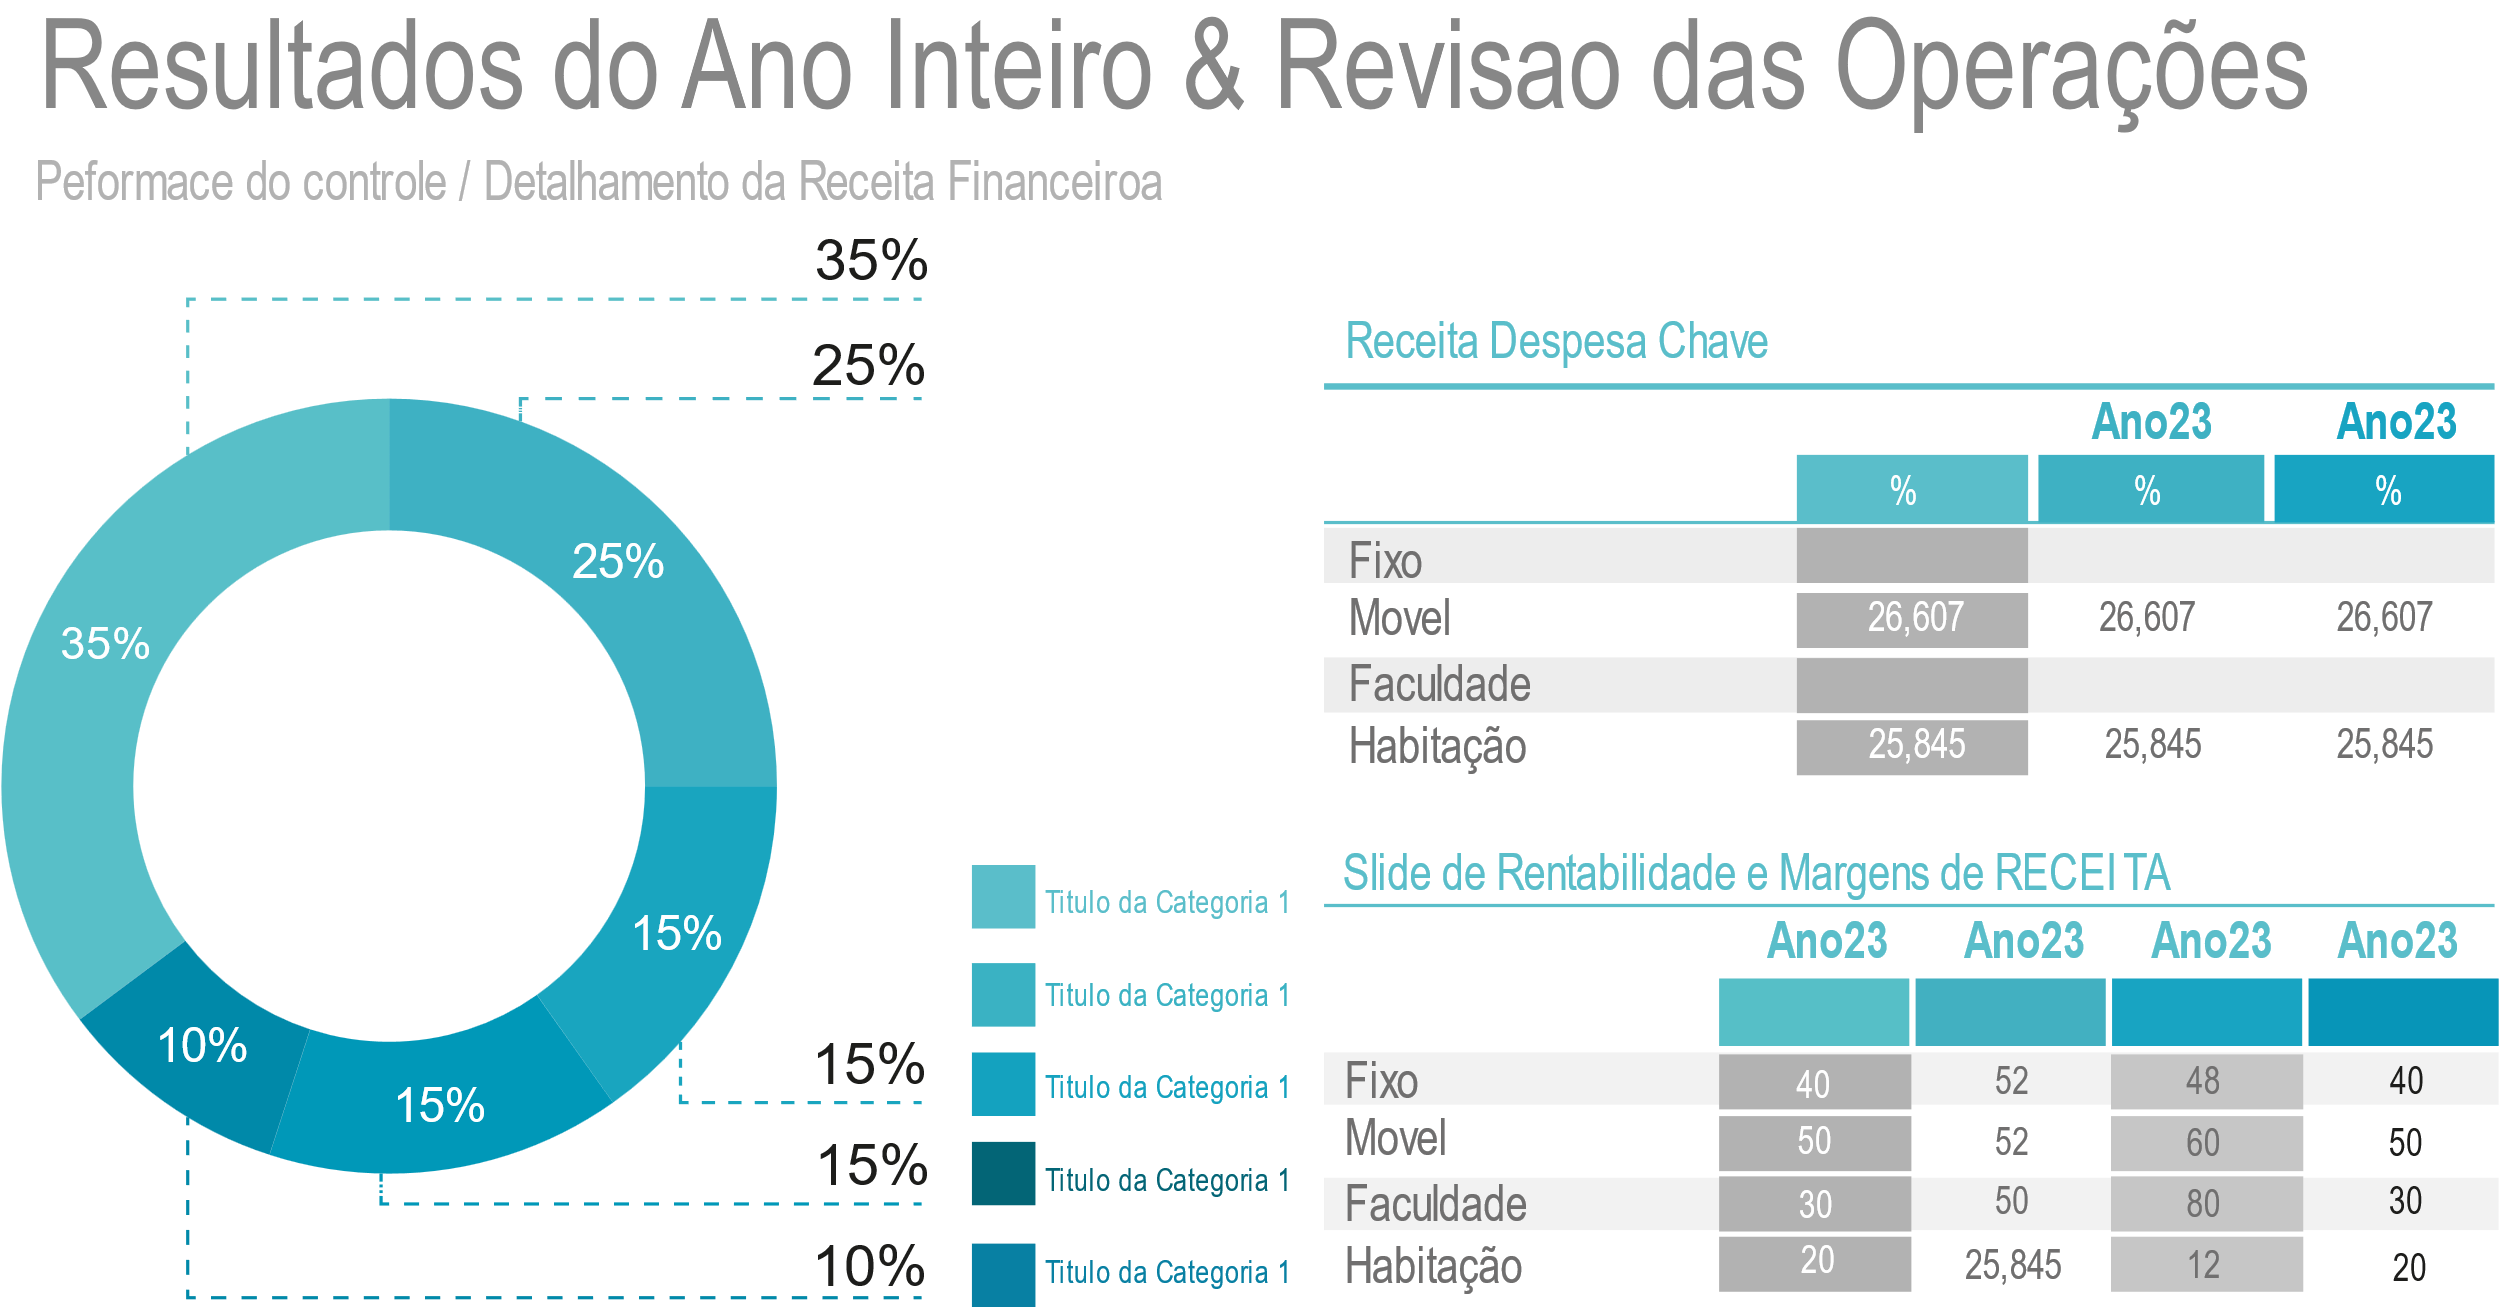 Resultados do Ano Inteiro & Revisao das Operações
Peformace do controle / Detalhamento da Receita Financeiroa
35%
25%
25%
35%
15%
10%
15%
15%
15%
10%
Titulo da Categoria 1
Titulo da Categoria 1
Titulo da Categoria 1
Titulo da Categoria 1
Titulo da Categoria 1
Receita Despesa Chave
Ano23 Ano23
% % %
Fixo
Movel 26,607 26,607 26,607
Faculdade
Habitação 25,845 25,845 25,845
Slide de Rentabilidade e Margens de RECEI TA
Ano23 Ano23 Ano23 Ano23
Fixo 40 52 48 40
Movel 50 52 60 50
Faculdade 30 50 80 30
Habitação 20 25,845 12 20